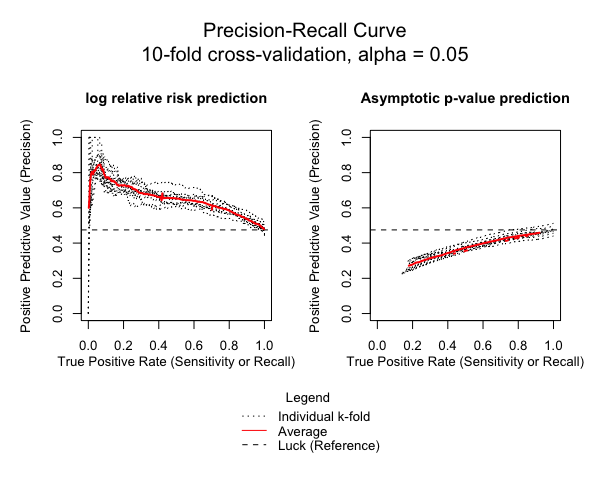 Precision-Recall Curve
10-fold cross-validation, alpha = 0.05
log relative risk prediction
Positive Predictive Value (Precision)
1.0
0.8
0.6
0.4
0.2
0.0
0.0 0.2 0.4 0.6 0.8 1.0
True Positive Rate (Sensitivity or Recall)
Asymptotic p-value prediction
Positive Predictive Value (Precision)
1.0
0.8
0.6
0.4
0.2
0.0
0.0 0.2 0.4 0.6 0.8 1.0
True Positive Rate (Sensitivity or Recall)
Legend
Individual k-fold
Average
Luck (Reference)